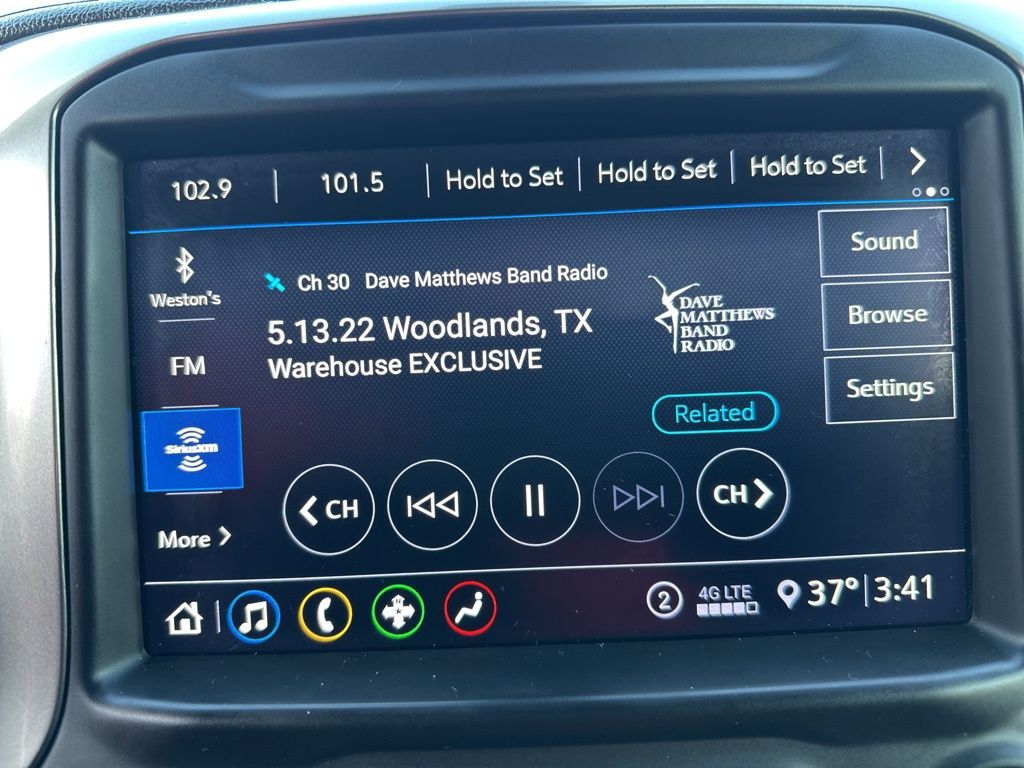 102.9 101.5 Hold to Set Hold to Set Hold to Set
Weston's
FM
SiriusXM
More
Ch 30 Dave Matthews Band Radio
5.13.22 Woodlands, TX
Warehouse EXCLUSIVE
DAVE
MATTHEWS
BAND
RADIO
Related
Sound
Browse
Settings
CH
CH
2 4G LTE 37° 3:41